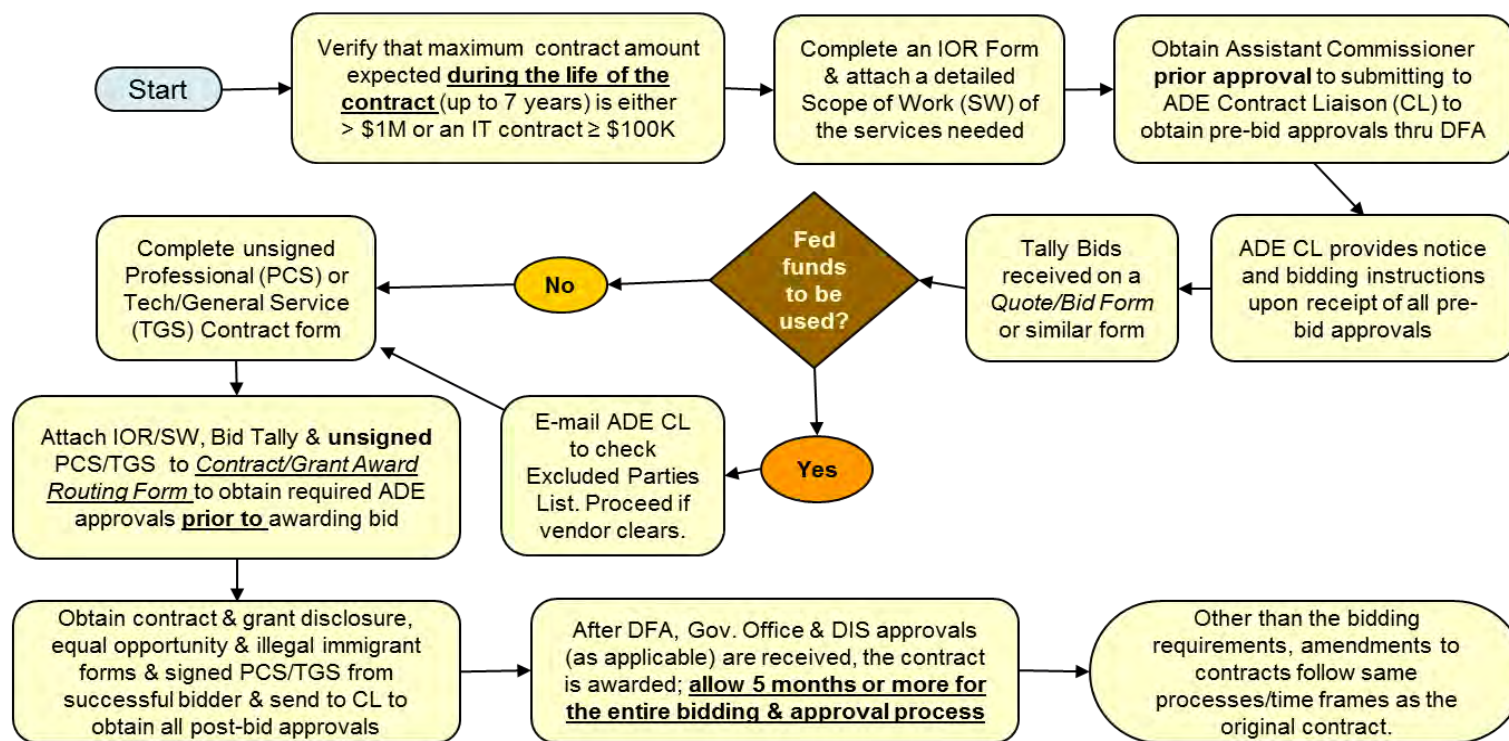 Start
Verify that maximum contract amount
expected during the life of the
contract (up to 7 years) is either
> $1M or an IT contract ≥ $100K
Complete an IOR Form
& attach a detailed
Scope of Work (SW) of
the services needed
Obtain Assistant Commissioner
prior approval to submitting to
ADE Contract Liaison (CL) to
obtain pre-bid approvals thru DFA
ADE CL provides notice
and bidding instructions
upon receipt of all pre-
bid approvals
Tally Bids
received on a
Quote/Bid Form
or similar form
Fed
funds
to be
used?
No
Yes
E-mail ADE CL
to check
Excluded Parties
List. Proceed if
vendor clears.
Complete unsigned
Professional (PCS) or
Tech/General Service
(TGS) Contract form
Attach IOR/SW, Bid Tally & unsigned
PCS/TGS to Contract/Grant Award
Routing Form to obtain required ADE
approvals prior to awarding bid
Obtain contract & grant disclosure,
equal opportunity & illegal immigrant
forms & signed PCS/TGS from
successful bidder & send to CL to
obtain all post-bid approvals
After DFA, Gov. Office & DIS approvals
(as applicable) are received, the contract
is awarded; allow 5 months or more for
the entire bidding & approval process
Other than the bidding
requirements, amendments to
contracts follow same
processes/time frames as the
original contract.